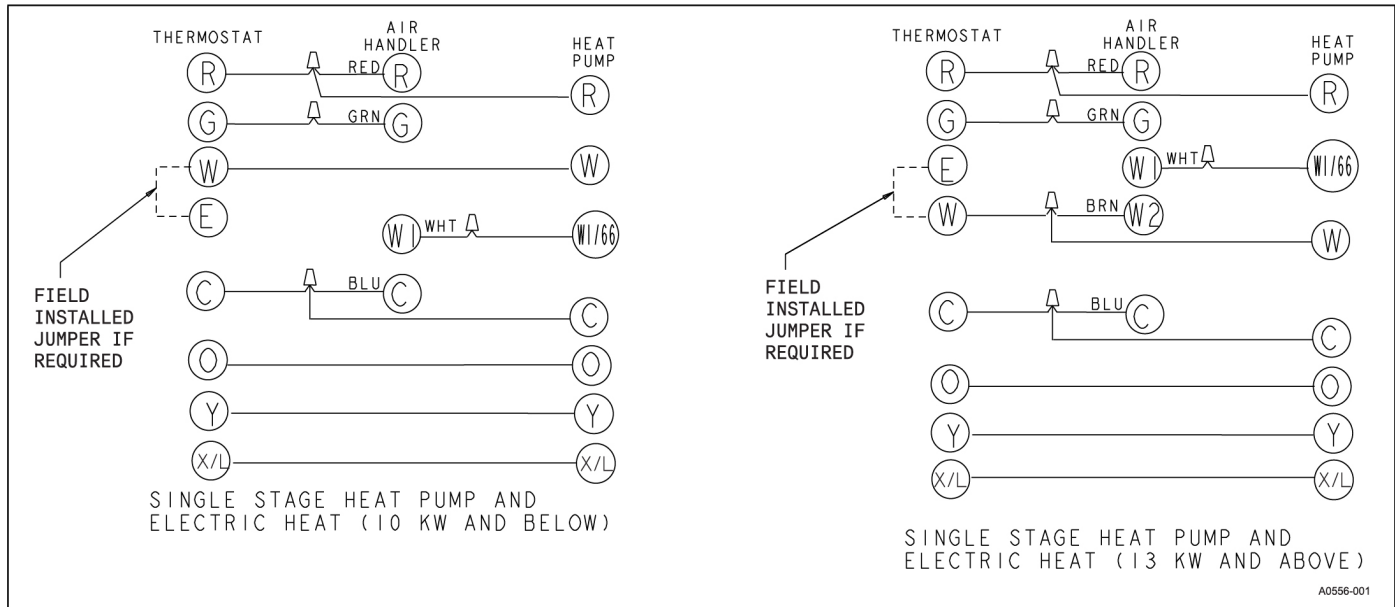 THERMOSTAT
AIR
HANDLER
HEAT
PUMP
R
RED
R
R
G
GRN
G
W
W
E
W1
WHT
W1/66
FIELD
INSTALLED
JUMPER IF
REQUIRED
C
BLU
C
C
O
O
Y
Y
X/L
X/L
SINGLE STAGE HEAT PUMP AND
ELECTRIC HEAT (10 KW AND BELOW)
THERMOSTAT
AIR
HANDLER
HEAT
PUMP
R
RED
R
R
G
GRN
G
E
W1
WHT
W1/66
W
BRN
W2
W
FIELD
INSTALLED
JUMPER IF
REQUIRED
C
BLU
C
C
O
O
Y
Y
X/L
X/L
SINGLE STAGE HEAT PUMP AND
ELECTRIC HEAT (13 KW AND ABOVE)
A0556-001